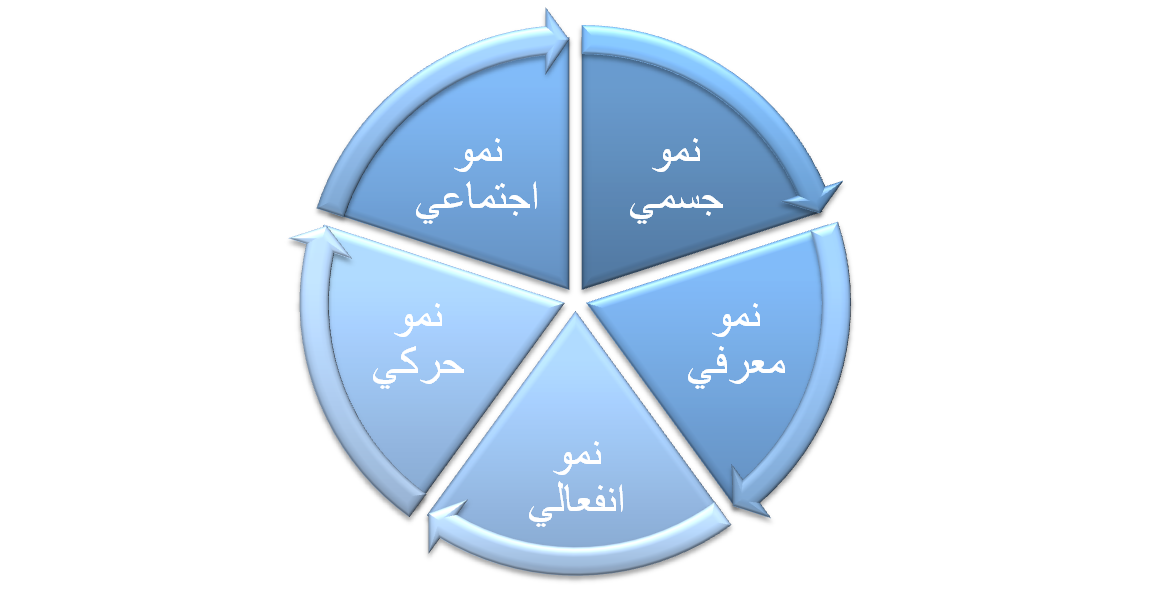 نمو
جسمي
نمو
معرفي
نمو
انفعالي
نمو
حركي
نمو
اجتماعي